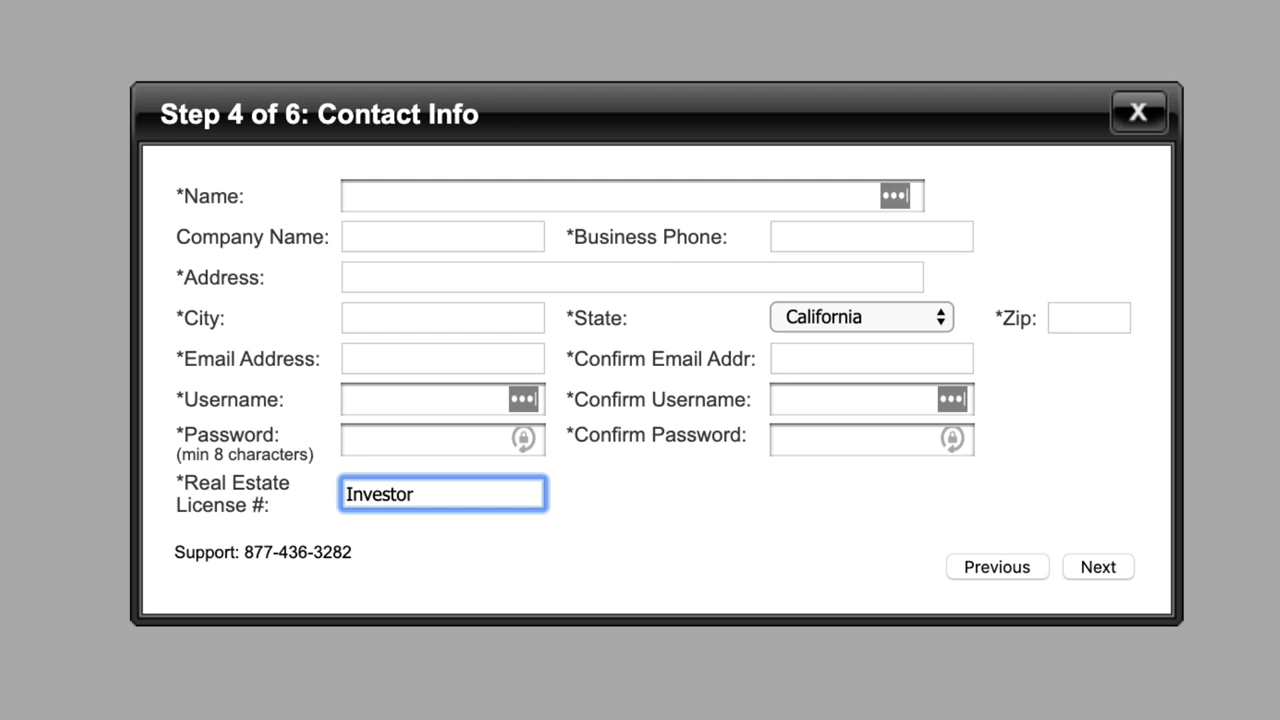 Step 4 of 6: Contact Info
X
*Name:
Company Name:
*Business Phone:
*Address:
*City:
*State:
California
*Zip:
*Email Address:
*Confirm Email Addr:
*Username:
*Confirm Username:
*Password:
(min 8 characters)
*Confirm Password:
*Real Estate
License #:
Investor
Support: 877-436-3282
Previous
Next